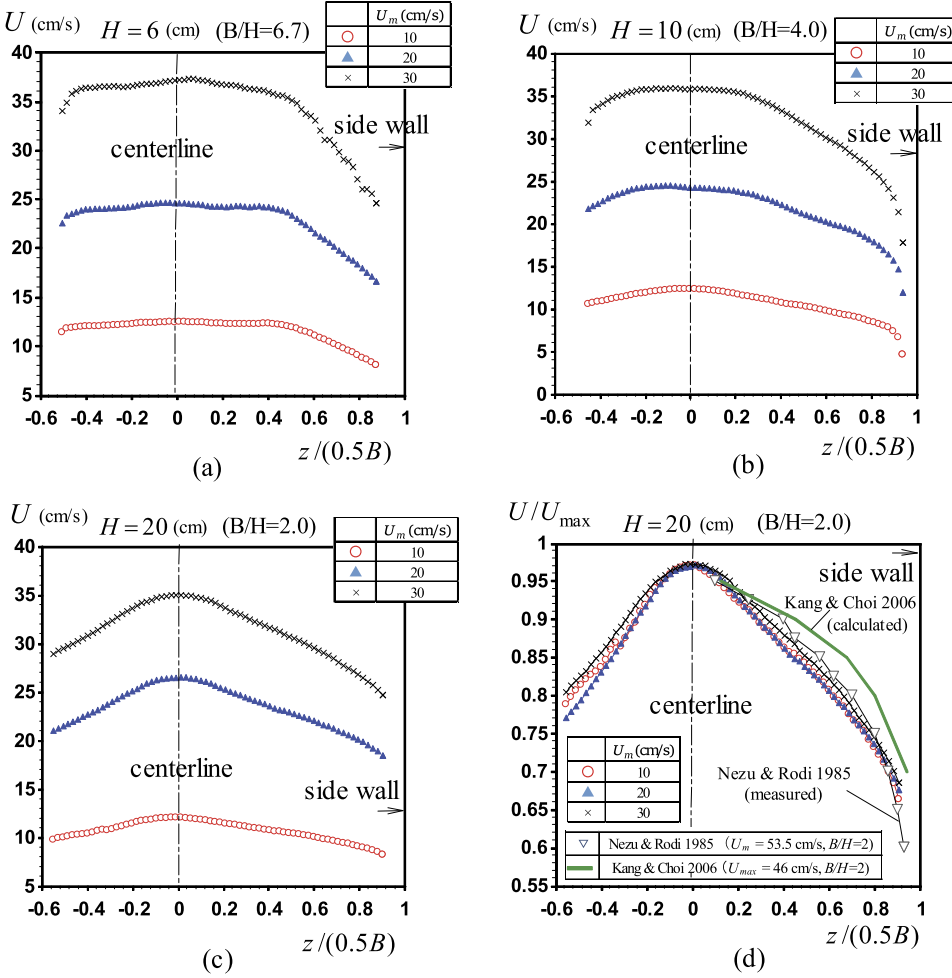 U (cm/s) H = 6 (cm) (B/H=6.7)
U_m (cm/s)
10
20
30
40
35
30
25
20
15
10
5
centerline
side wall
-0.6 -0.4 -0.2 0 0.2 0.4 0.6 0.8 1
z/(0.5B)
(a)
U (cm/s) H = 10 (cm) (B/H=4.0)
U_m (cm/s)
10
20
30
40
35
30
25
20
15
10
5
0
centerline
side wall
-0.6 -0.4 -0.2 0 0.2 0.4 0.6 0.8 1
z/(0.5B)
(b)
U (cm/s) H = 20 (cm) (B/H=2.0)
U_m (cm/s)
10
20
30
40
35
30
25
20
15
10
5
centerline
side wall
-0.6 -0.4 -0.2 0 0.2 0.4 0.6 0.8 1
z/(0.5B)
(c)
U/U_max H = 20 (cm) (B/H=2.0)
1
0.95
0.9
0.85
0.8
0.75
0.7
0.65
0.6
0.55
side wall
Kang & Choi 2006
(calculated)
centerline
U_m (cm/s)
10
20
30
Nezu & Rodi 1985
(measured)
Nezu & Rodi 1985 (U_m = 53.5 cm/s, B/H=2)
Kang & Choi 2006 (U_max = 46 cm/s, B/H=2)
-0.6 -0.4 -0.2 0 0.2 0.4 0.6 0.8 1
z/(0.5B)
(d)